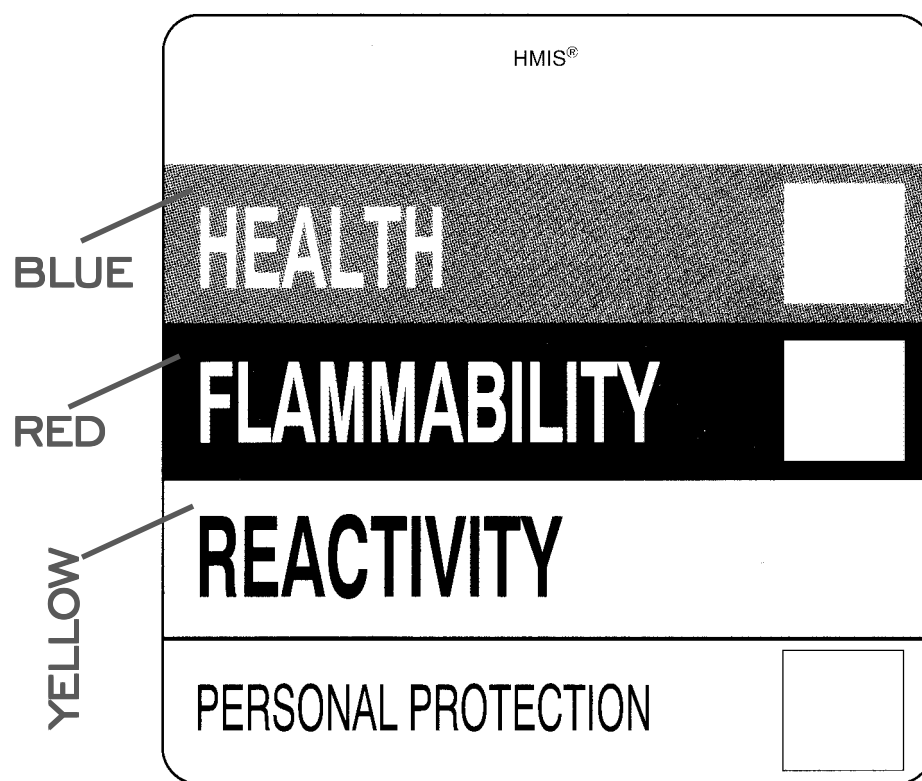 HMIS®
HEALTH
BLUE
FLAMMABILITY
RED
REACTIVITY
YELLOW
PERSONAL PROTECTION